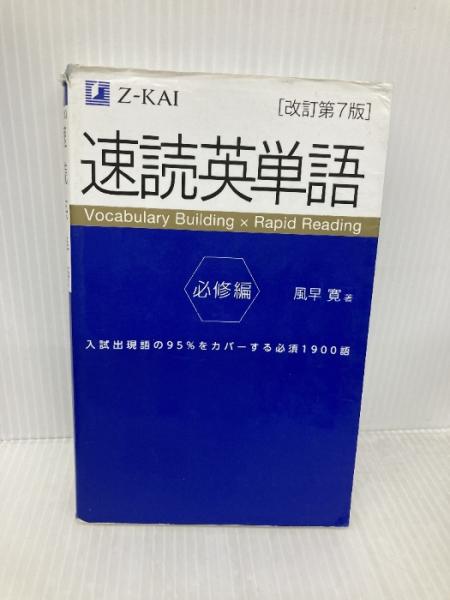 Z-KAI
[改訂第7版]
速読英単語
Vocabulary Building × Rapid Reading
必修編
風早 寛 著
入試出現語の95%をカバーする必須1900語